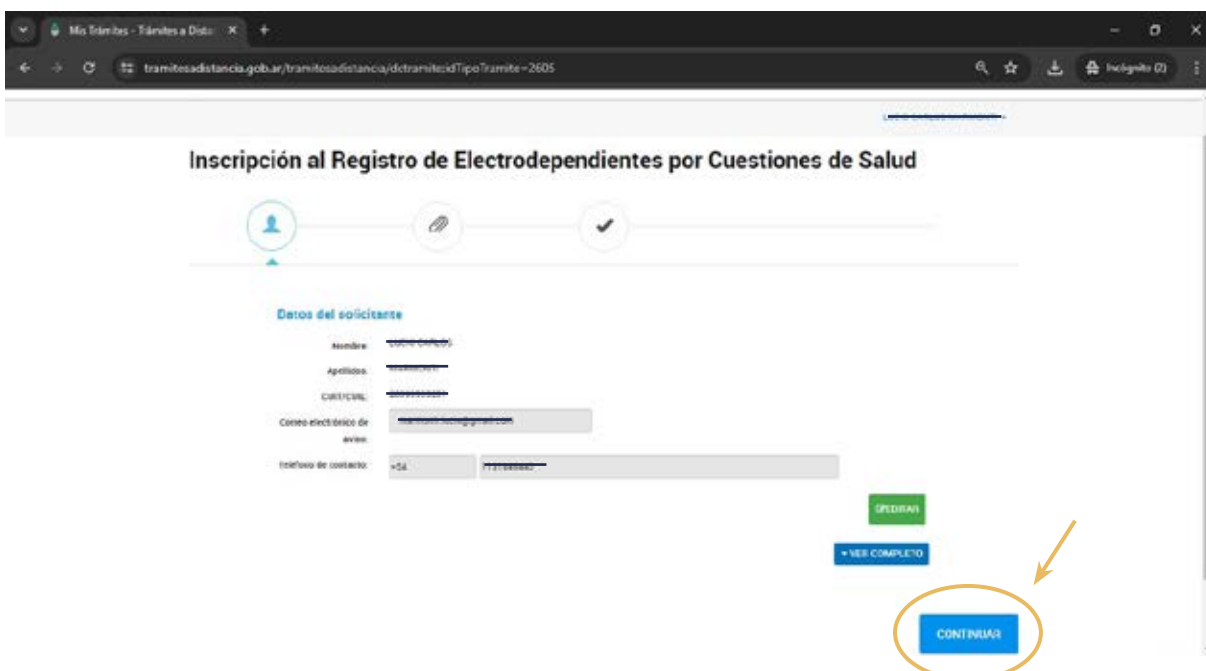 Mis Trámites - Trámites a Dista
tramitesadistancia.gob.ar/tramitesadistancia/detramite;idTipoTramite=2605
Incógnito (2)
Inscripción al Registro de Electrodependientes por Cuestiones de Salud
Datos del solicitante
Nombre:
Apellidos:
CUIT/CUIL:
Correo electrónico de
aviso:
Teléfono de contacto:
+54
+ VER COMPLETO
CONTINUAR